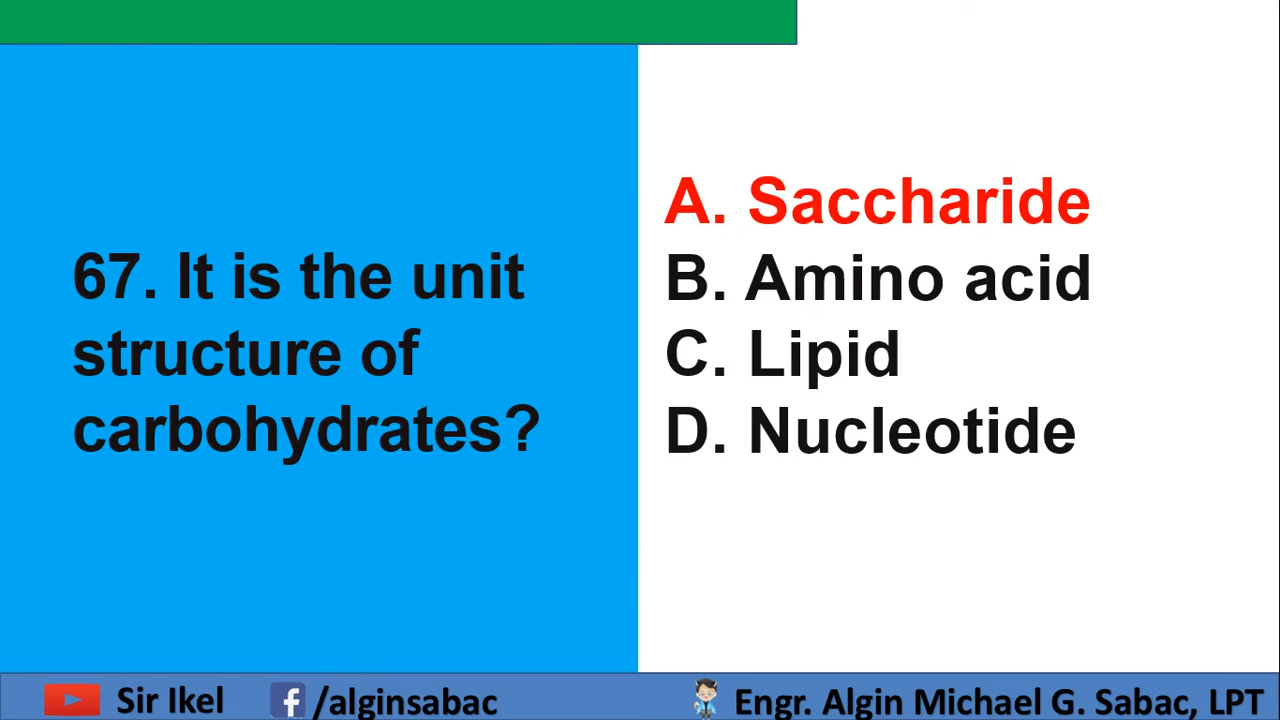 67. It is the unit
structure of
carbohydrates?
A. Saccharide
B. Amino acid
C. Lipid
D. Nucleotide
Sir Ikel
/alginsabac
Engr. Algin Michael G. Sabac, LPT